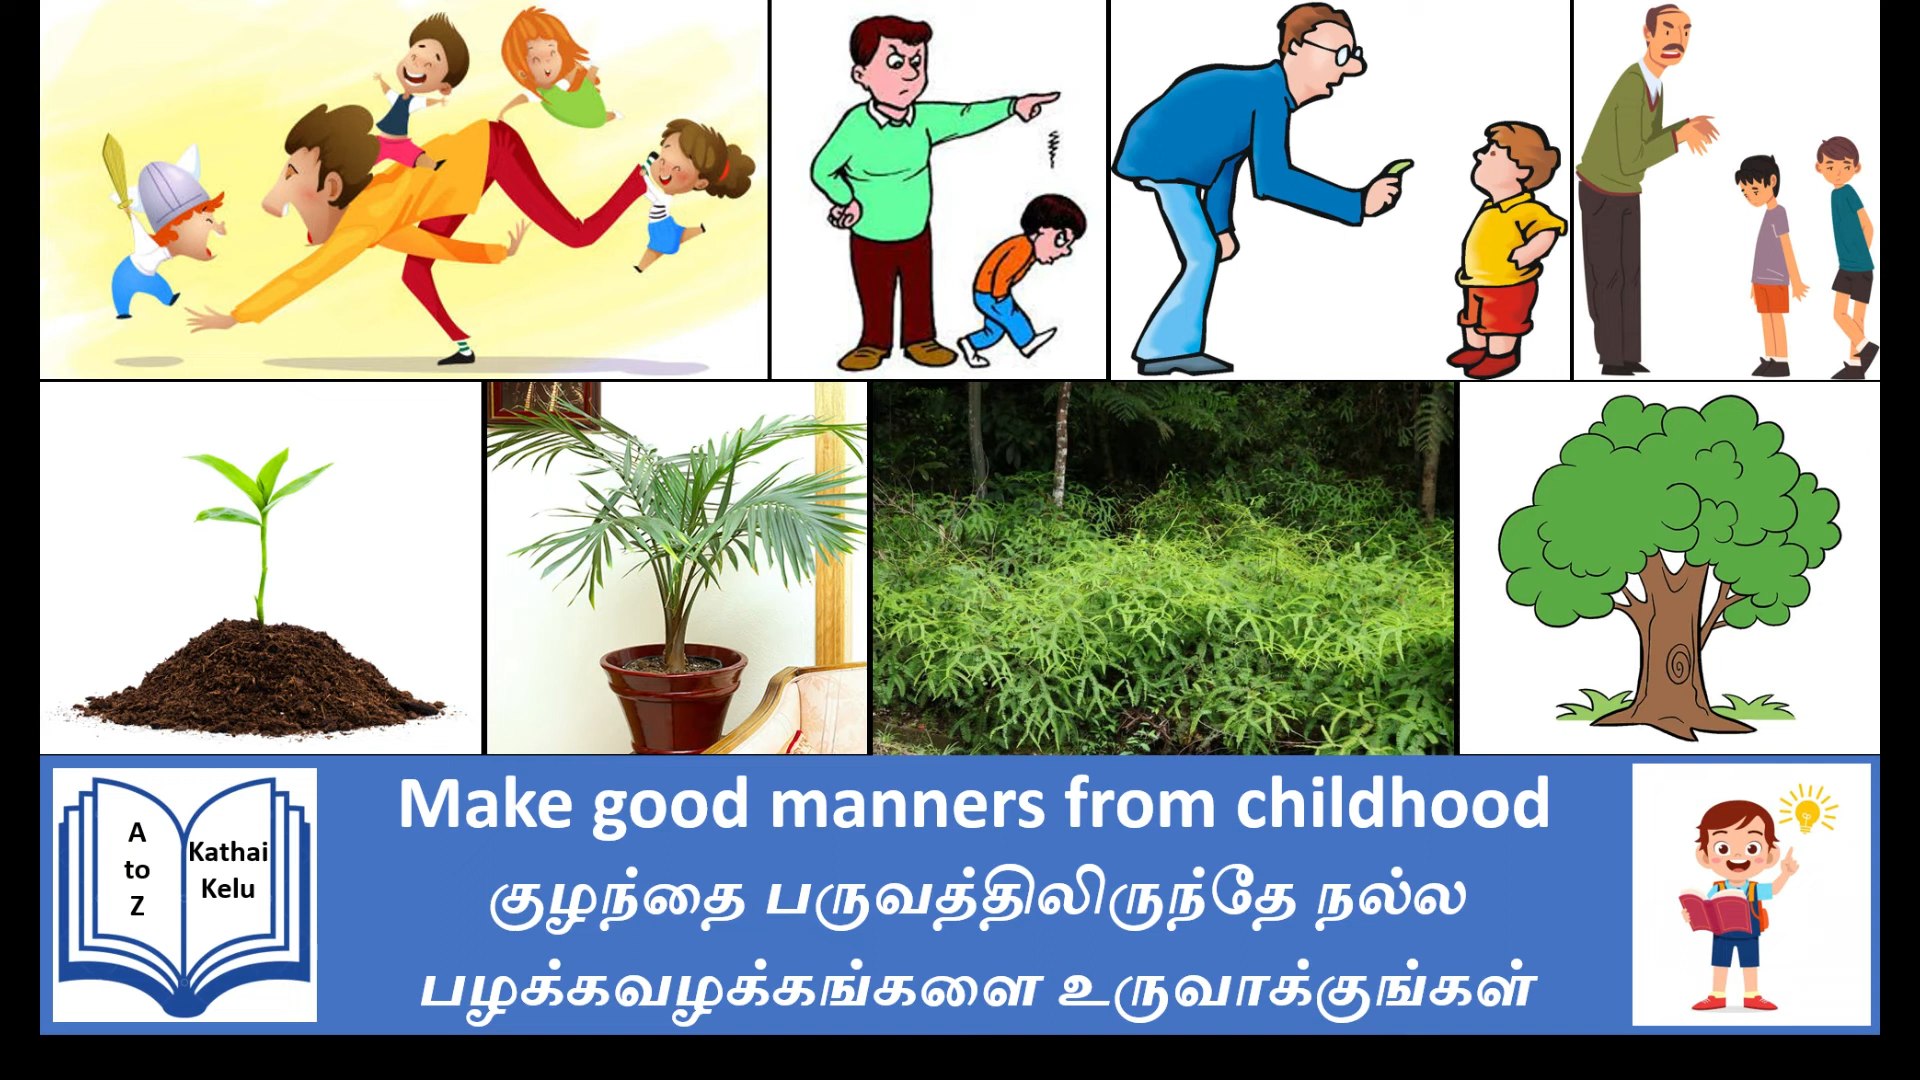 Make good manners from childhood
குழந்தை பருவத்திலிருந்தே நல்ல
பழக்கவழக்கங்களை உருவாக்குங்கள்
A
to
Z
Kathai
Kelu